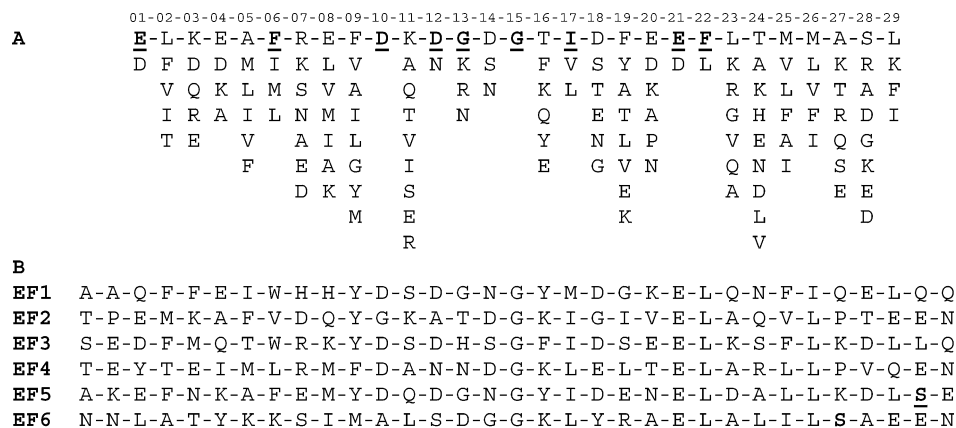 01-02-03-04-05-06-07-08-09-10-11-12-13-14-15-16-17-18-19-20-21-22-23-24-25-26-27-28-29
A E-L-K-E-A-F-R-E-F-D-K-D-G-D-G-T-I-D-F-E-E-F-L-T-M-M-A-S-L
D F D D M I K L V A N K S F V S Y D D L K A V L K R K
V Q K L M S V A Q R N K L T A K R K L V T A F
I R A I L N M I T N Q E T A G H F F R D I
T E V A I L V Y N L P V E A I Q G
F E A G I E G V N Q N I S K
D K Y S E A D E E
M E K L D
R V
B
EF1 A-A-Q-F-F-E-I-W-H-H-Y-D-S-D-G-N-G-Y-M-D-G-K-E-L-Q-N-F-I-Q-E-L-Q-Q
EF2 T-P-E-M-K-A-F-V-D-Q-Y-G-K-A-T-D-G-K-I-G-I-V-E-L-A-Q-V-L-P-T-E-E-N
EF3 S-E-D-F-M-Q-T-W-R-K-Y-D-S-D-H-S-G-F-I-D-S-E-E-L-K-S-F-L-K-D-L-L-Q
EF4 T-E-Y-T-E-I-M-L-R-M-F-D-A-N-N-D-G-K-L-E-L-T-E-L-A-R-L-L-P-V-Q-E-N
EF5 A-K-E-F-N-K-A-F-E-M-Y-D-Q-D-G-N-G-Y-I-D-E-N-E-L-D-A-L-L-K-D-L-S-E
EF6 N-N-L-A-T-Y-K-K-S-I-M-A-L-S-D-G-G-K-L-Y-R-A-E-L-A-L-I-L-S-A-E-E-N